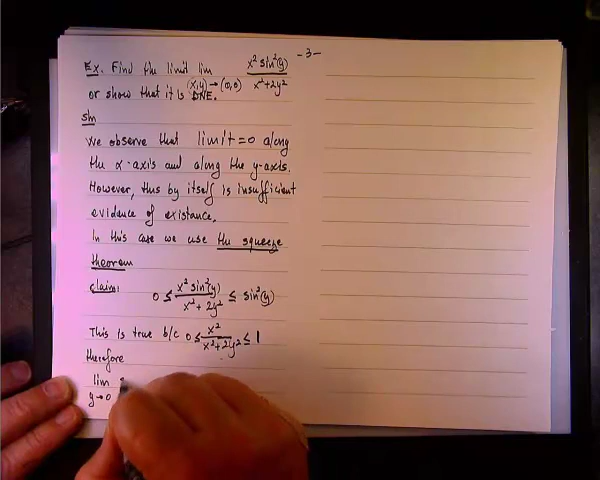 -3-
Ex. Find the limit lim x² sin²(y) / x²+2y²
(x,y)→(0,0)
or show that it is DNE.
sln
We observe that limit=0 along
the x-axis and along the y-axis.
However, thus by itself is insufficient
evidence of existance.
In this case we use the squeeze
theorem
claim:
0 ≤ x² sin²(y) / x²+2y² ≤ sin²(y)
This is true b/c 0 ≤ x² / x²+2y² ≤ 1
therefore
lim
y→0